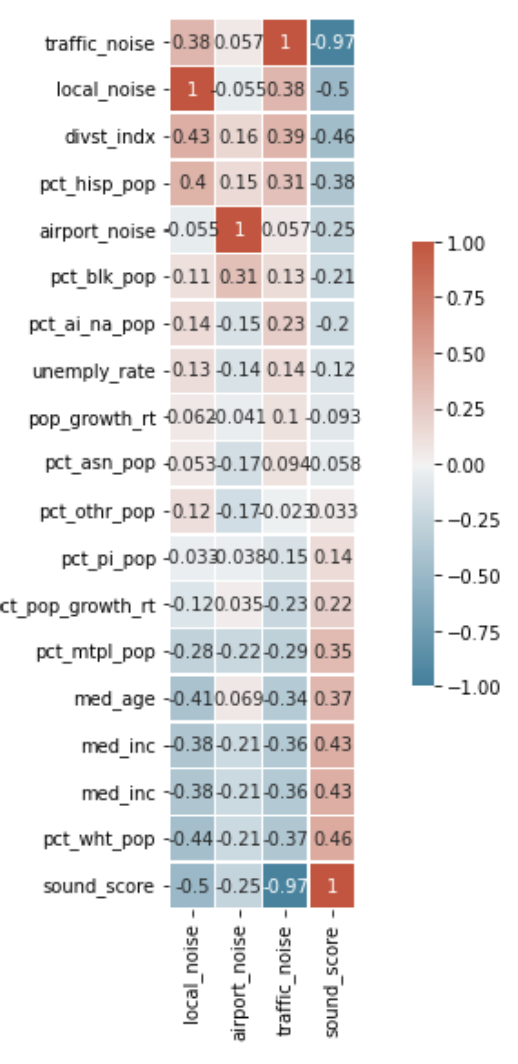 traffic_noise 0.38 0.057 1 -0.97
local_noise 1 -0.055 0.38 -0.5
divst_indx 0.43 0.16 0.39 -0.46
pct_hisp_pop 0.4 0.15 0.31 -0.38
airport_noise -0.055 1 0.057 -0.25
pct_blk_pop 0.11 0.31 0.13 -0.21
pct_ai_na_pop 0.14 -0.15 0.23 -0.2
unemply_rate 0.13 -0.14 0.14 -0.12
pop_growth_rt 0.062 -0.041 0.1 -0.093
pct_asn_pop 0.053 -0.17 0.094 -0.058
pct_othr_pop 0.12 -0.17 -0.023 0.033
pct_pi_pop -0.033 -0.038 -0.15 0.14
ct_pop_growth_rt -0.12 0.035 -0.23 0.22
pct_mtpl_pop -0.28 -0.22 -0.29 0.35
med_age -0.41 0.069 -0.34 0.37
med_inc -0.38 -0.21 -0.36 0.43
med_inc -0.38 -0.21 -0.36 0.43
pct_wht_pop -0.44 -0.21 -0.37 0.46
sound_score -0.5 -0.25 -0.97 1
local_noise
airport_noise
traffic_noise
sound_score
1.00
0.75
0.50
0.25
0.00
−0.25
−0.50
−0.75
−1.00